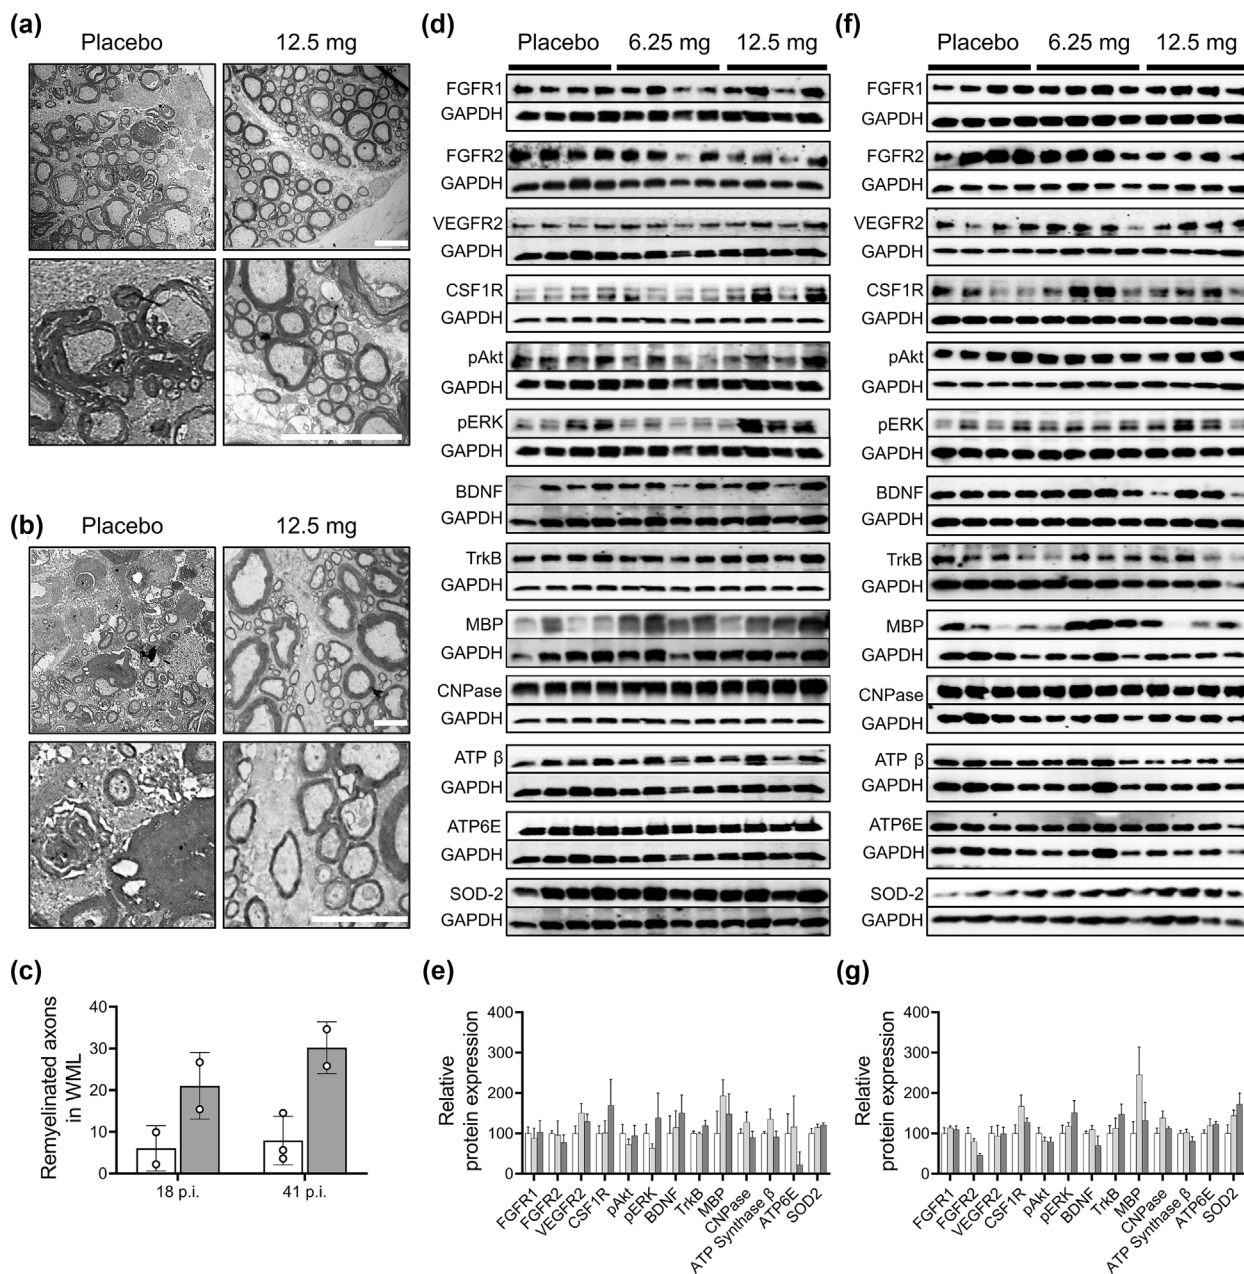 (a)
Placebo 12.5 mg
(b)
Placebo 12.5 mg
(c)
Remyelinated axons
in WML
40
30
20
10
0
18 p.i. 41 p.i.
(d)
Placebo 6.25 mg 12.5 mg
FGFR1
GAPDH
FGFR2
GAPDH
VEGFR2
GAPDH
CSF1R
GAPDH
pAkt
GAPDH
pERK
GAPDH
BDNF
GAPDH
TrkB
GAPDH
MBP
GAPDH
CNPase
GAPDH
ATP β
GAPDH
ATP6E
GAPDH
SOD-2
GAPDH
(e)
Relative
protein expression
400
300
200
100
0
FGFR1
FGFR2
VEGFR2
CSF1R
pAkt
pERK
BDNF
TrkB
MBP
CNPase
ATP Synthase β
ATP6E
SOD2
(f)
Placebo 6.25 mg 12.5 mg
FGFR1
GAPDH
FGFR2
GAPDH
VEGFR2
GAPDH
CSF1R
GAPDH
pAkt
GAPDH
pERK
GAPDH
BDNF
GAPDH
TrkB
GAPDH
MBP
GAPDH
CNPase
GAPDH
ATP β
GAPDH
ATP6E
GAPDH
SOD-2
GAPDH
(g)
Relative
protein expression
400
300
200
100
0
FGFR1
FGFR2
VEGFR2
CSF1R
pAkt
pERK
BDNF
TrkB
MBP
CNPase
ATP Synthase β
ATP6E
SOD2